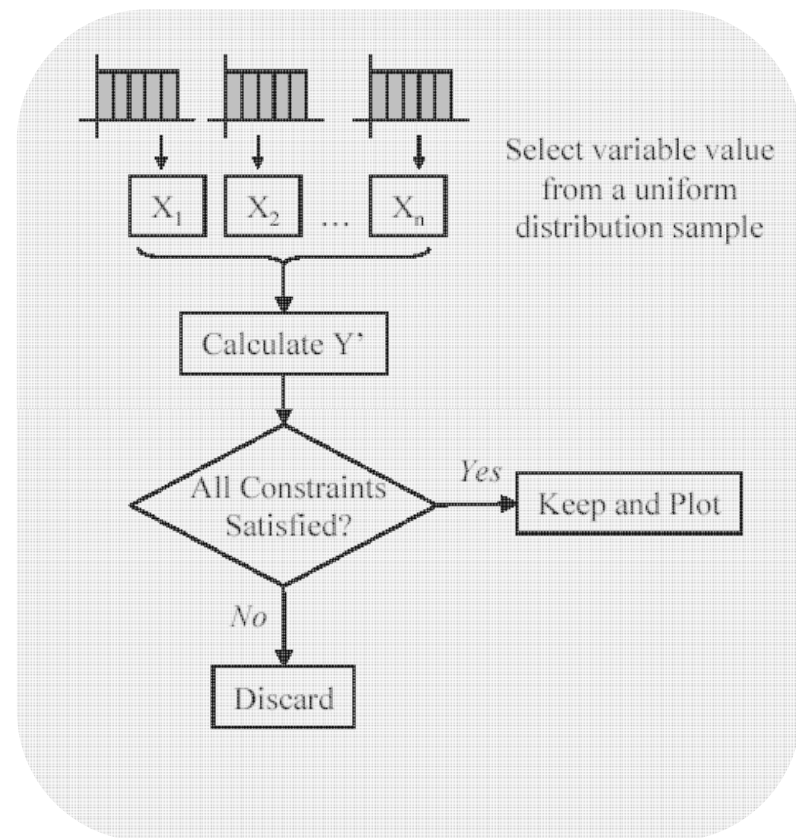 Select variable value
from a uniform
distribution sample
X1 X2 ... Xn
Calculate Y'
All Constraints
Satisfied?
Yes
Keep and Plot
No
Discard